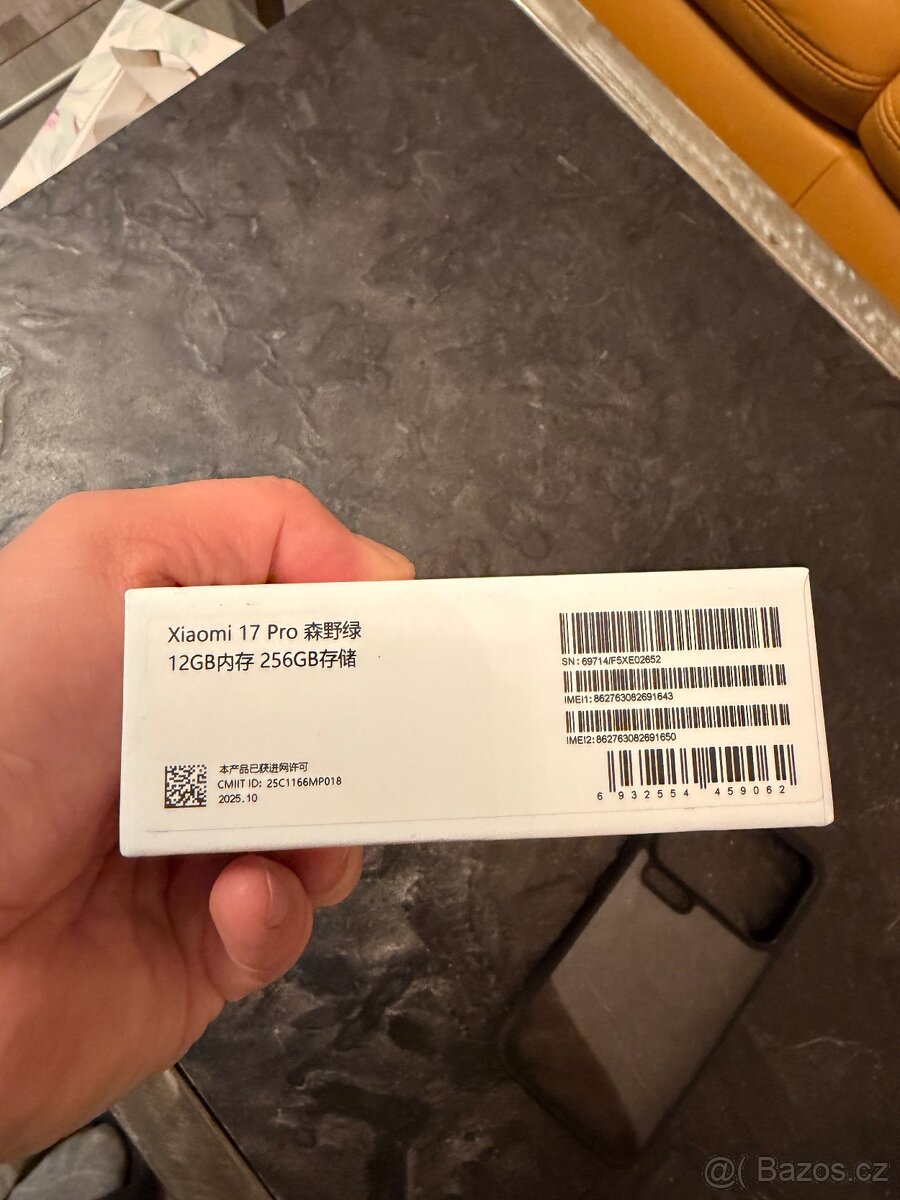 Xiaomi 17 Pro 森野绿
12GB内存 256GB存储
SN: 69714/F5XE02652
IMEI1: 862763082691643
IMEI2: 862763082691650
6 932554 459062
本产品已获进网许可
CMIIT ID: 25C1166MP018
2025.10
@( Bazos.cz